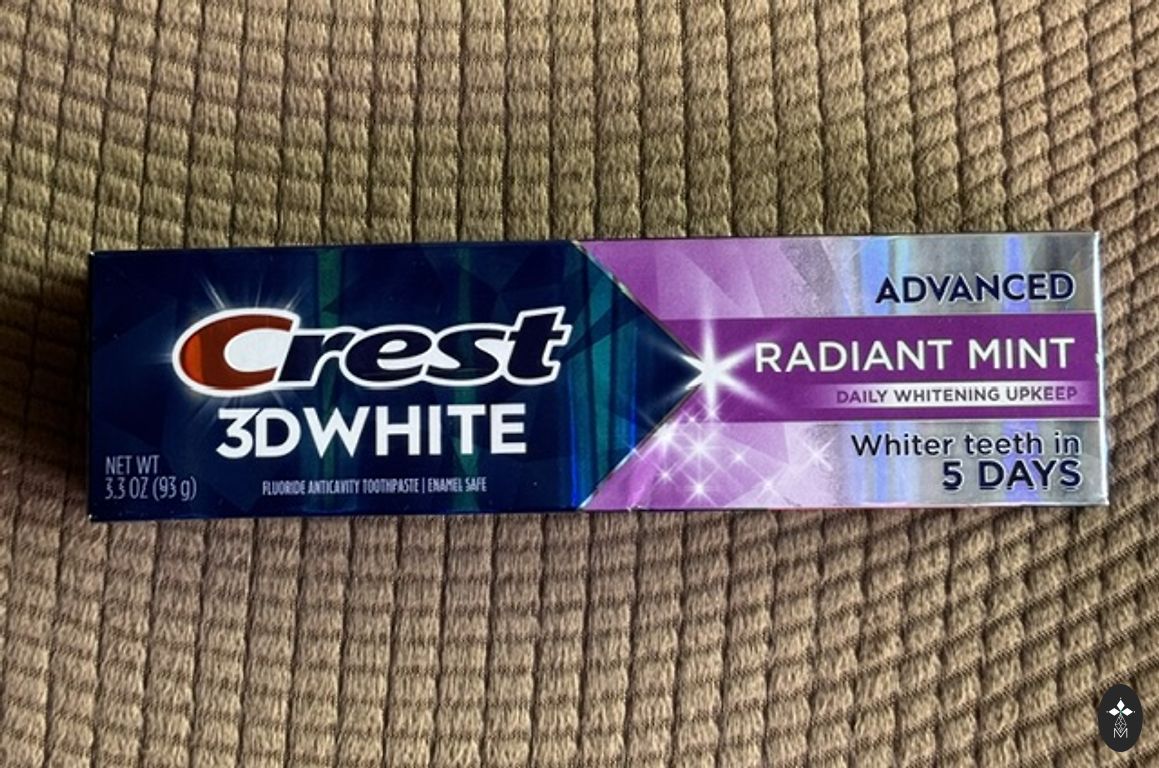 Crest
3DWHITE
NET WT
3.3 OZ (93 g)
FLUORIDE ANTICAVITY TOOTHPASTE | ENAMEL SAFE
ADVANCED
RADIANT MINT
DAILY WHITENING UPKEEP
Whiter teeth in
5 DAYS
M